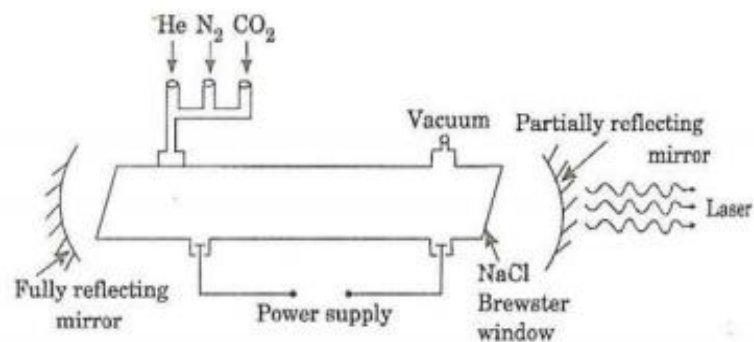 He N₂ CO₂
Vacuum
Partially reflecting
mirror
Laser
Fully reflecting
mirror
Power supply
NaCl
Brewster
window